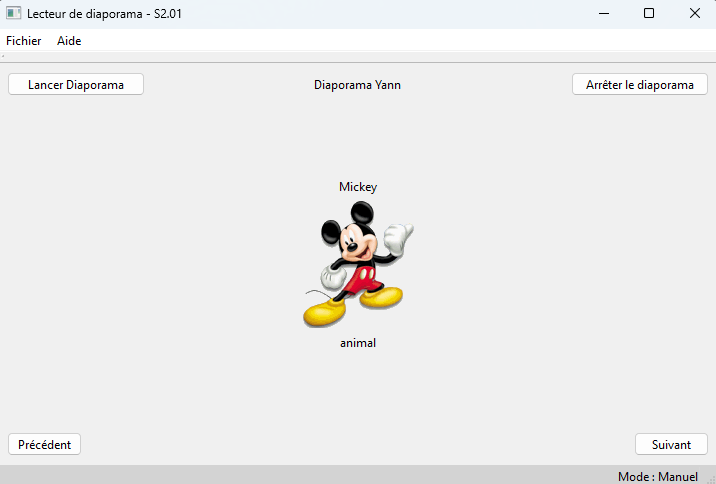 Lecteur de diaporama - S2.01
Fichier Aide
Lancer Diaporama Diaporama Yann Arrêter le diaporama
Mickey
animal
Précédent Suivant
Mode : Manuel